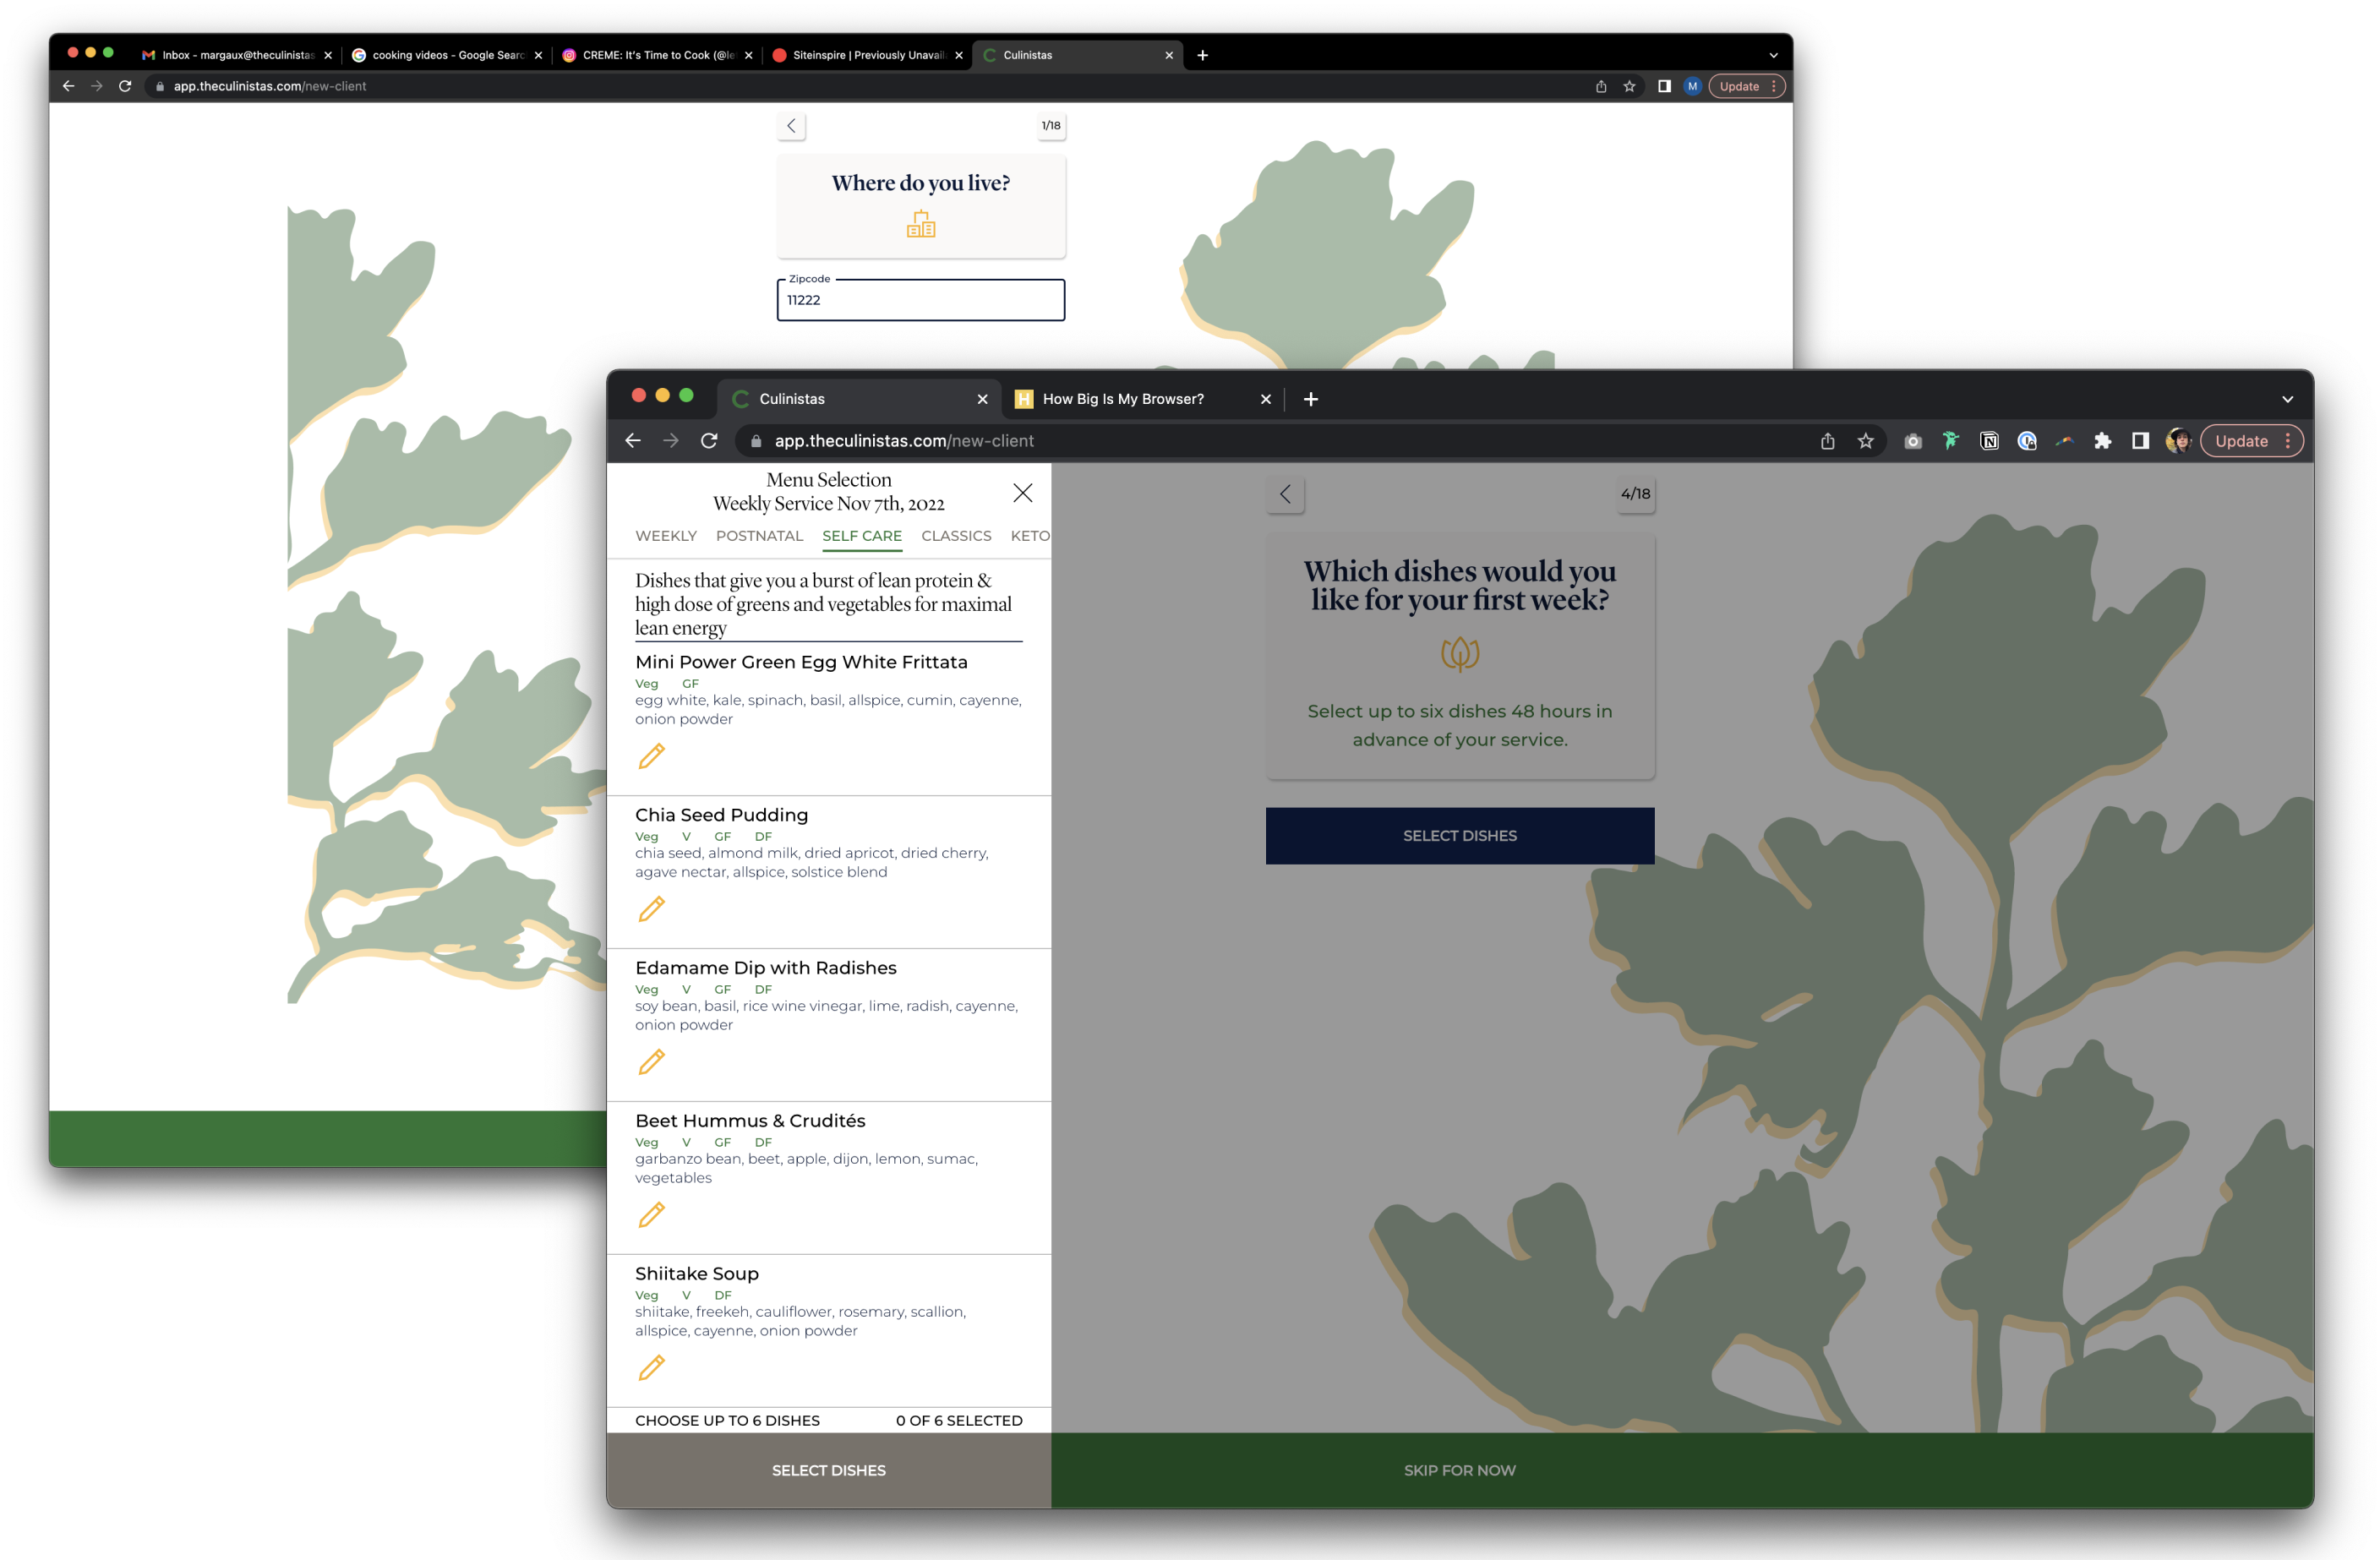 Inbox - margaux@theculinistas
cooking videos - Google Searc
CREME: It's Time to Cook (@le
Siteinspire | Previously Unavail
Culinistas
app.theculinistas.com/new-client
M
Update
1/18
Where do you live?
Zipcode
11222
Culinistas
H
How Big Is My Browser?
app.theculinistas.com/new-client
Update
Menu Selection
Weekly Service Nov 7th, 2022
WEEKLY POSTNATAL SELF CARE CLASSICS KETO
Dishes that give you a burst of lean protein &
high dose of greens and vegetables for maximal
lean energy
Mini Power Green Egg White Frittata
Veg GF
egg white, kale, spinach, basil, allspice, cumin, cayenne,
onion powder
Chia Seed Pudding
Veg V GF DF
chia seed, almond milk, dried apricot, dried cherry,
agave nectar, allspice, solstice blend
Edamame Dip with Radishes
Veg V GF DF
soy bean, basil, rice wine vinegar, lime, radish, cayenne,
onion powder
Beet Hummus & Crudités
Veg V GF DF
garbanzo bean, beet, apple, dijon, lemon, sumac,
vegetables
Shiitake Soup
Veg V DF
shiitake, freekeh, cauliflower, rosemary, scallion,
allspice, cayenne, onion powder
CHOOSE UP TO 6 DISHES 0 OF 6 SELECTED
SELECT DISHES
4/18
Which dishes would you
like for your first week?
Select up to six dishes 48 hours in
advance of your service.
SELECT DISHES
SKIP FOR NOW